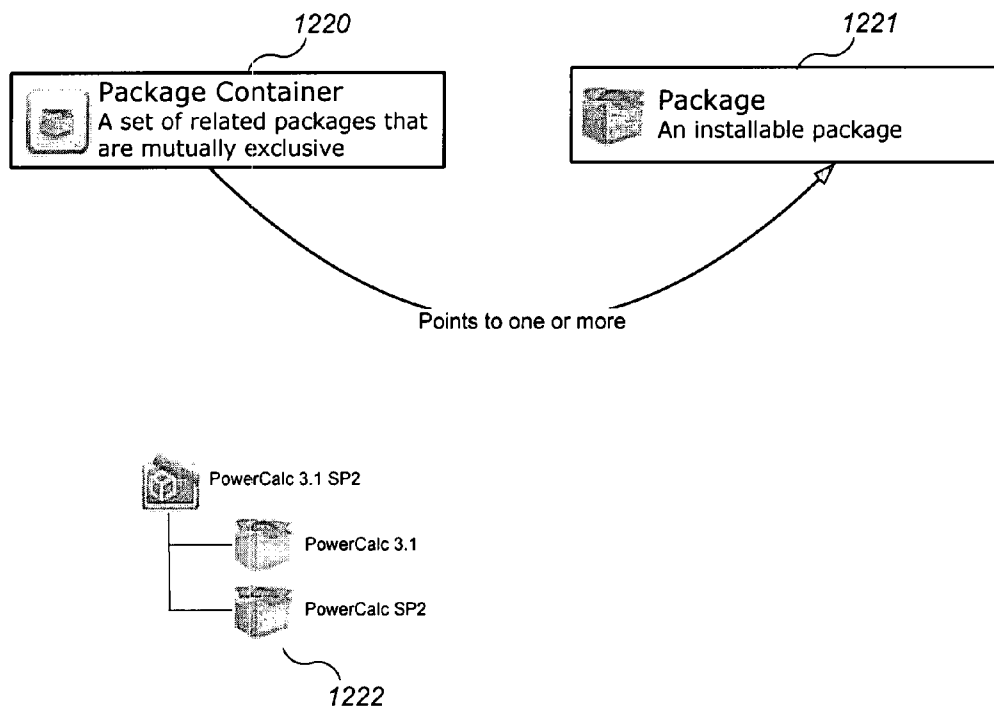 1220
1221
Package Container
A set of related packages that
are mutually exclusive
Package
An installable package
Points to one or more
PowerCalc 3.1 SP2
PowerCalc 3.1
PowerCalc SP2
1222